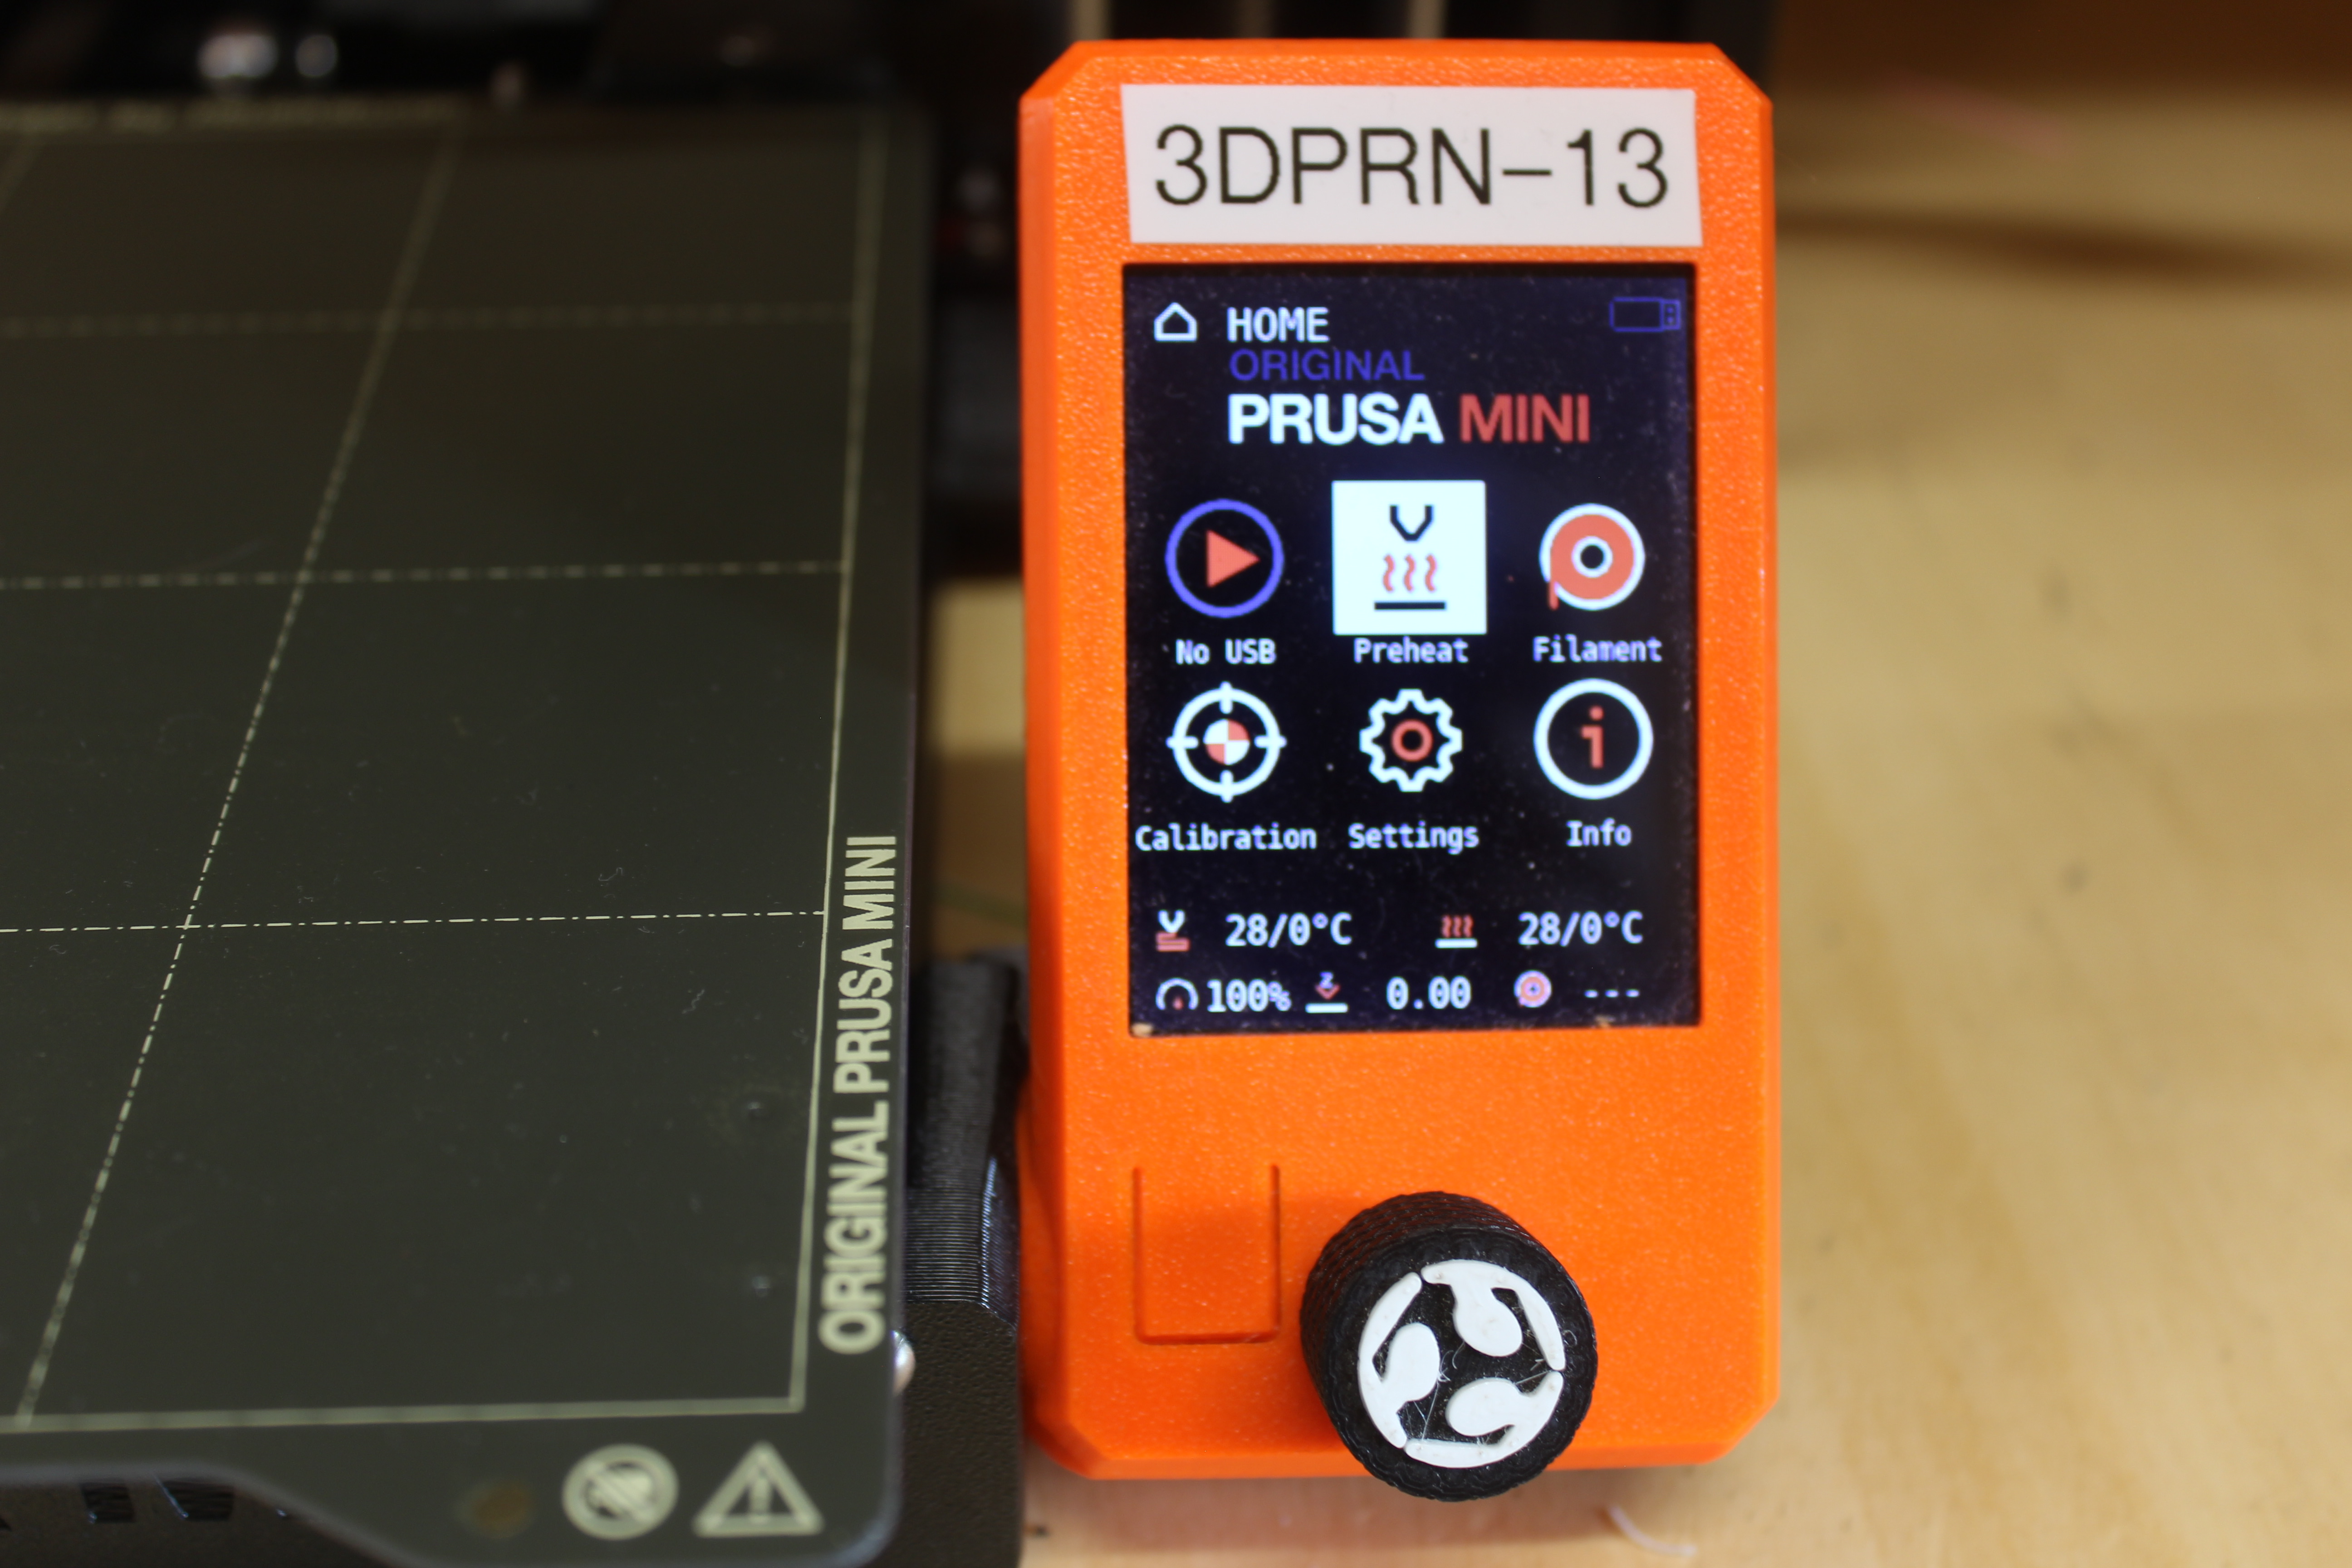 3DPRN-13
HOME
ORIGINAL
PRUSA MINI
No USB
Preheat
Filament
Calibration
Settings
Info
28/0°C
28/0°C
100%
Z
0.00
---
ORIGINAL PRUSA MINI